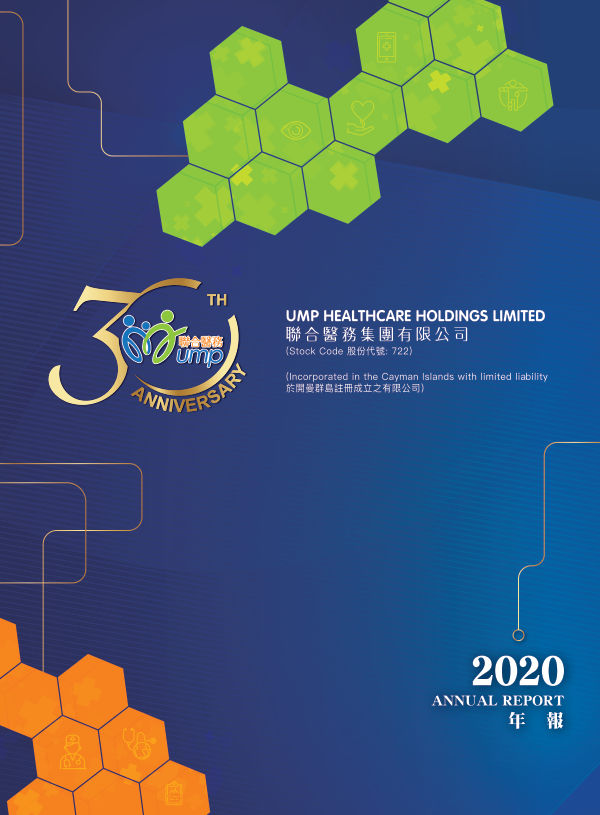 30TH
聯合醫務
ump
ANNIVERSARY
UMP HEALTHCARE HOLDINGS LIMITED
聯合醫務集團有限公司
(Stock Code 股份代號: 722)
(Incorporated in the Cayman Islands with limited liability
於開曼群島註冊成立之有限公司)
2020
ANNUAL REPORT
年 報